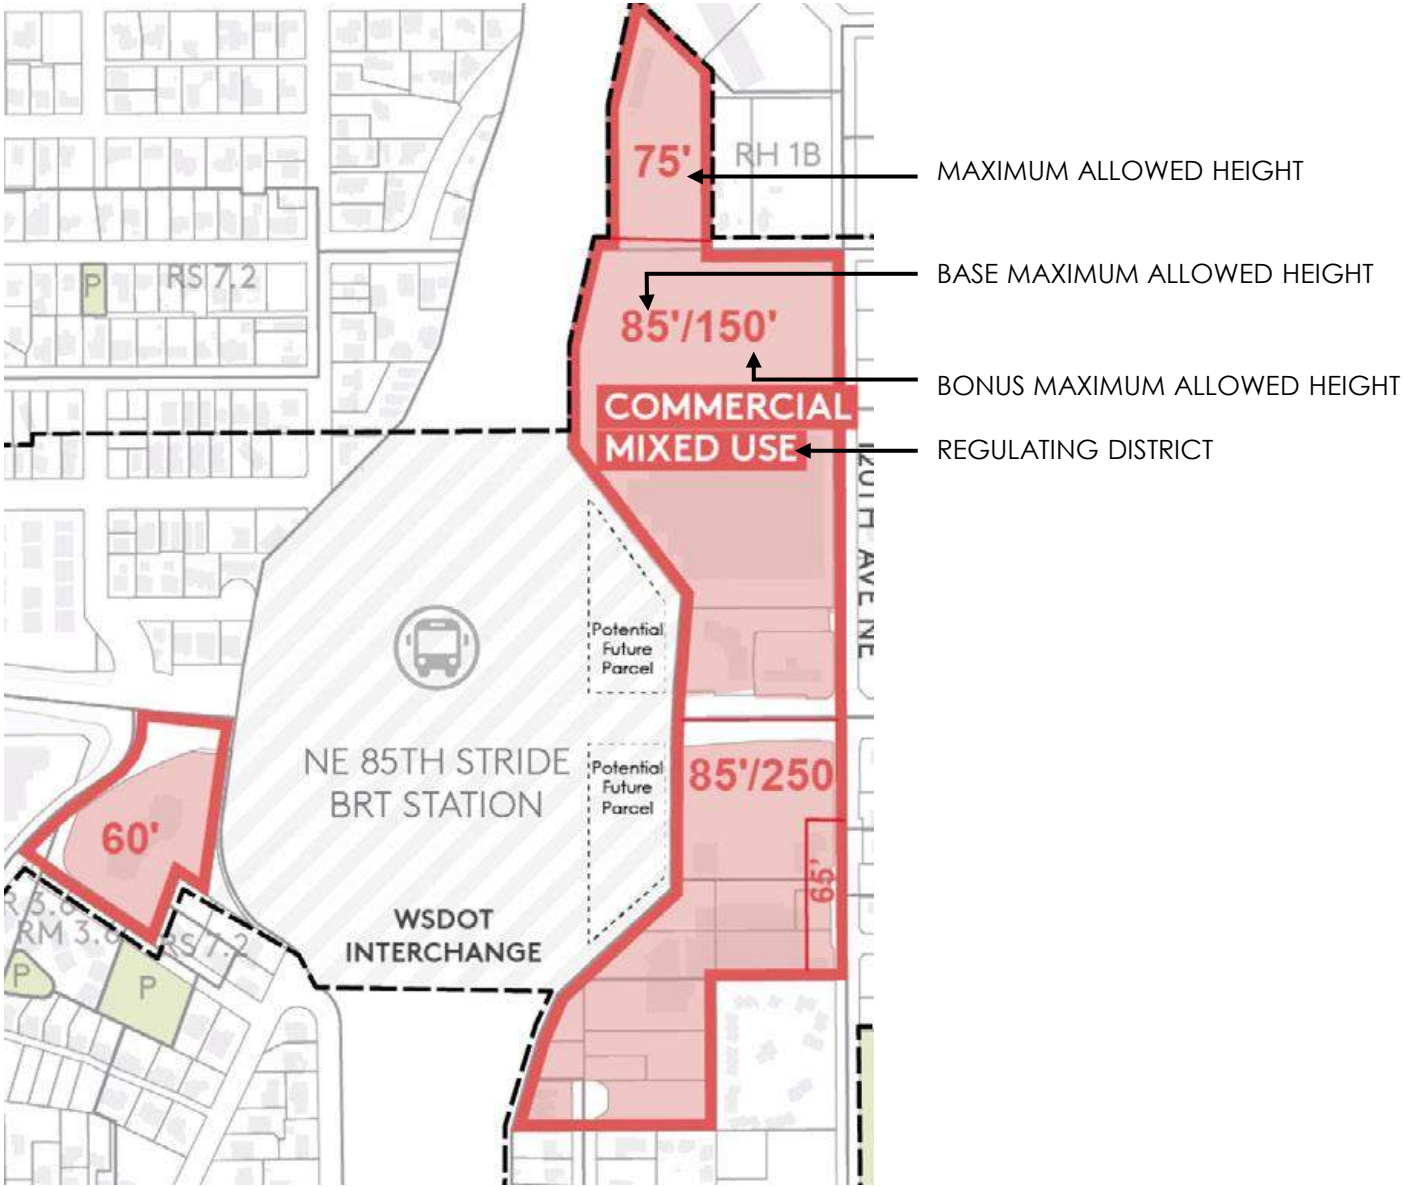 75'
RH 1B
MAXIMUM ALLOWED HEIGHT
BASE MAXIMUM ALLOWED HEIGHT
P
RS 7.2
85'/150'
BONUS MAXIMUM ALLOWED HEIGHT
COMMERCIAL
MIXED USE
REGULATING DISTRICT
120TH AVE NE
Potential
Future
Parcel
NE 85TH STRIDE
BRT STATION
Potential
Future
Parcel
85'/250
60'
65'
WSDOT
INTERCHANGE
RM 3.6
RS 7.2
P
P